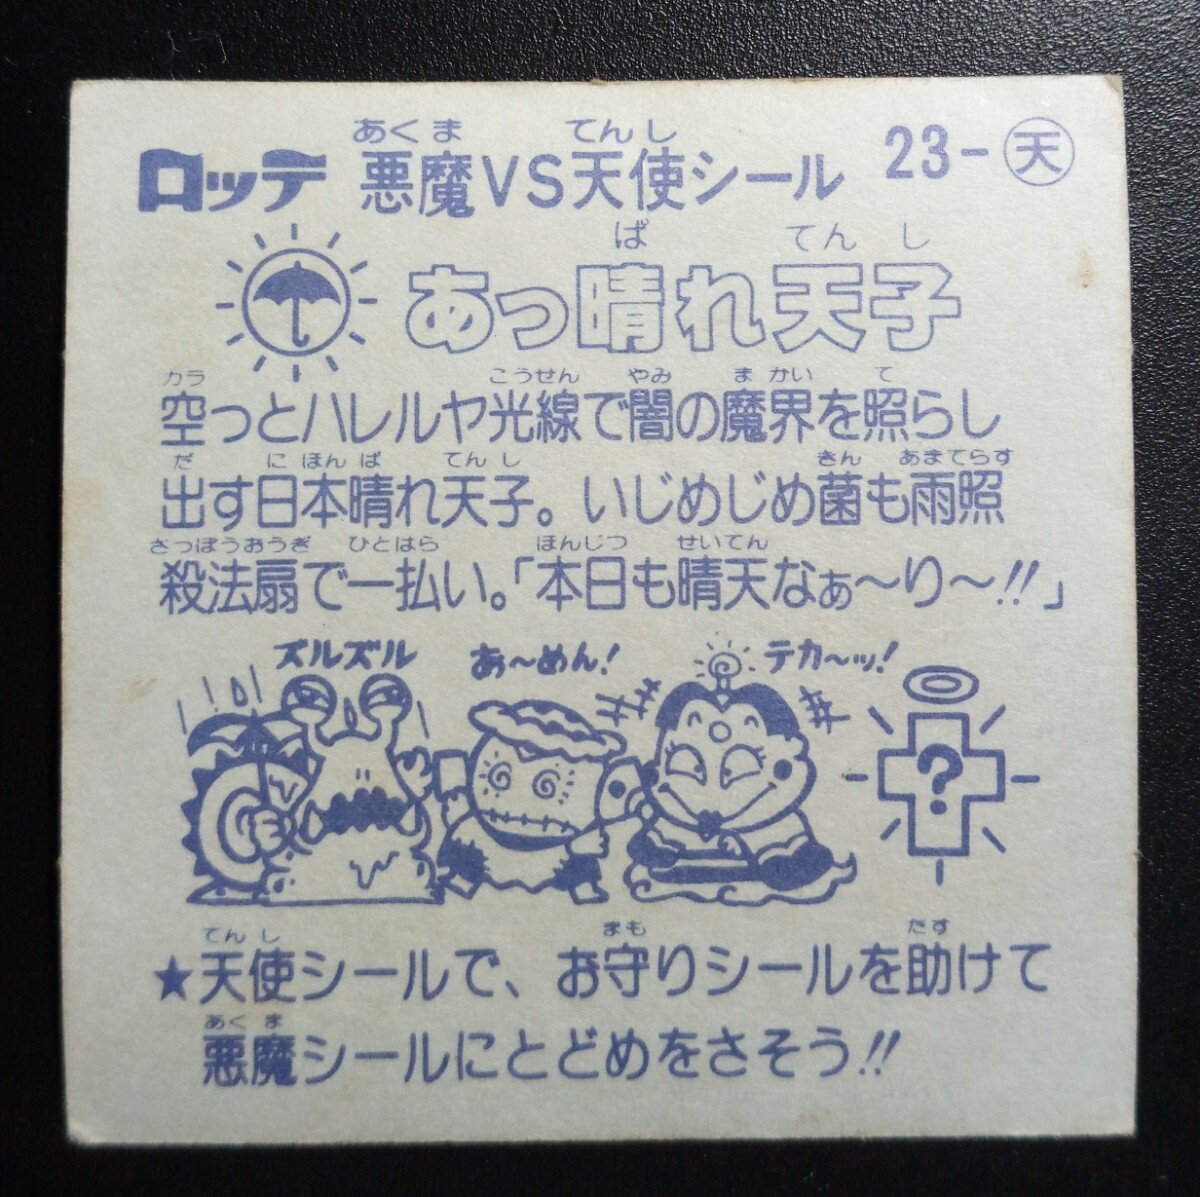 あくま てんし
ロッテ 悪魔VS天使シール 23-天
ぱ てんし
あっ晴れ天子
カラ こうせん やみ まかい て
空っとハレルヤ光線で闇の魔界を照らし
だ にほんば てんし きん あまてらす
出す日本晴れ天子。いじめじめ菌も雨照
さっぽうおうぎ ひとはら ほんじつ せいてん
殺法扇で一払い。「本日も晴天なぁ〜り〜!!」
ズルズル あ〜めん! テカ〜ッ!
?
てんし まも たす
★天使シールで、お守りシールを助けて
あくま
悪魔シールにとどめをさそう!!